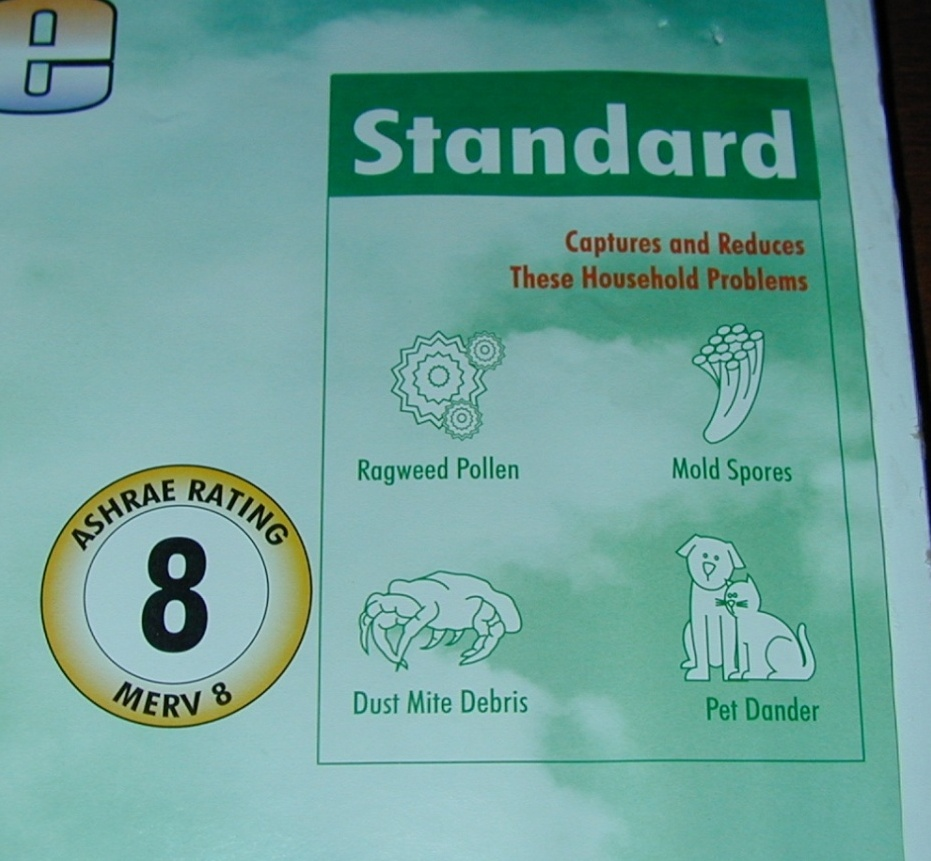 e
Standard
Captures and Reduces
These Household Problems
Ragweed Pollen
Mold Spores
ASHRAE RATING
8
MERV 8
Dust Mite Debris
Pet Dander